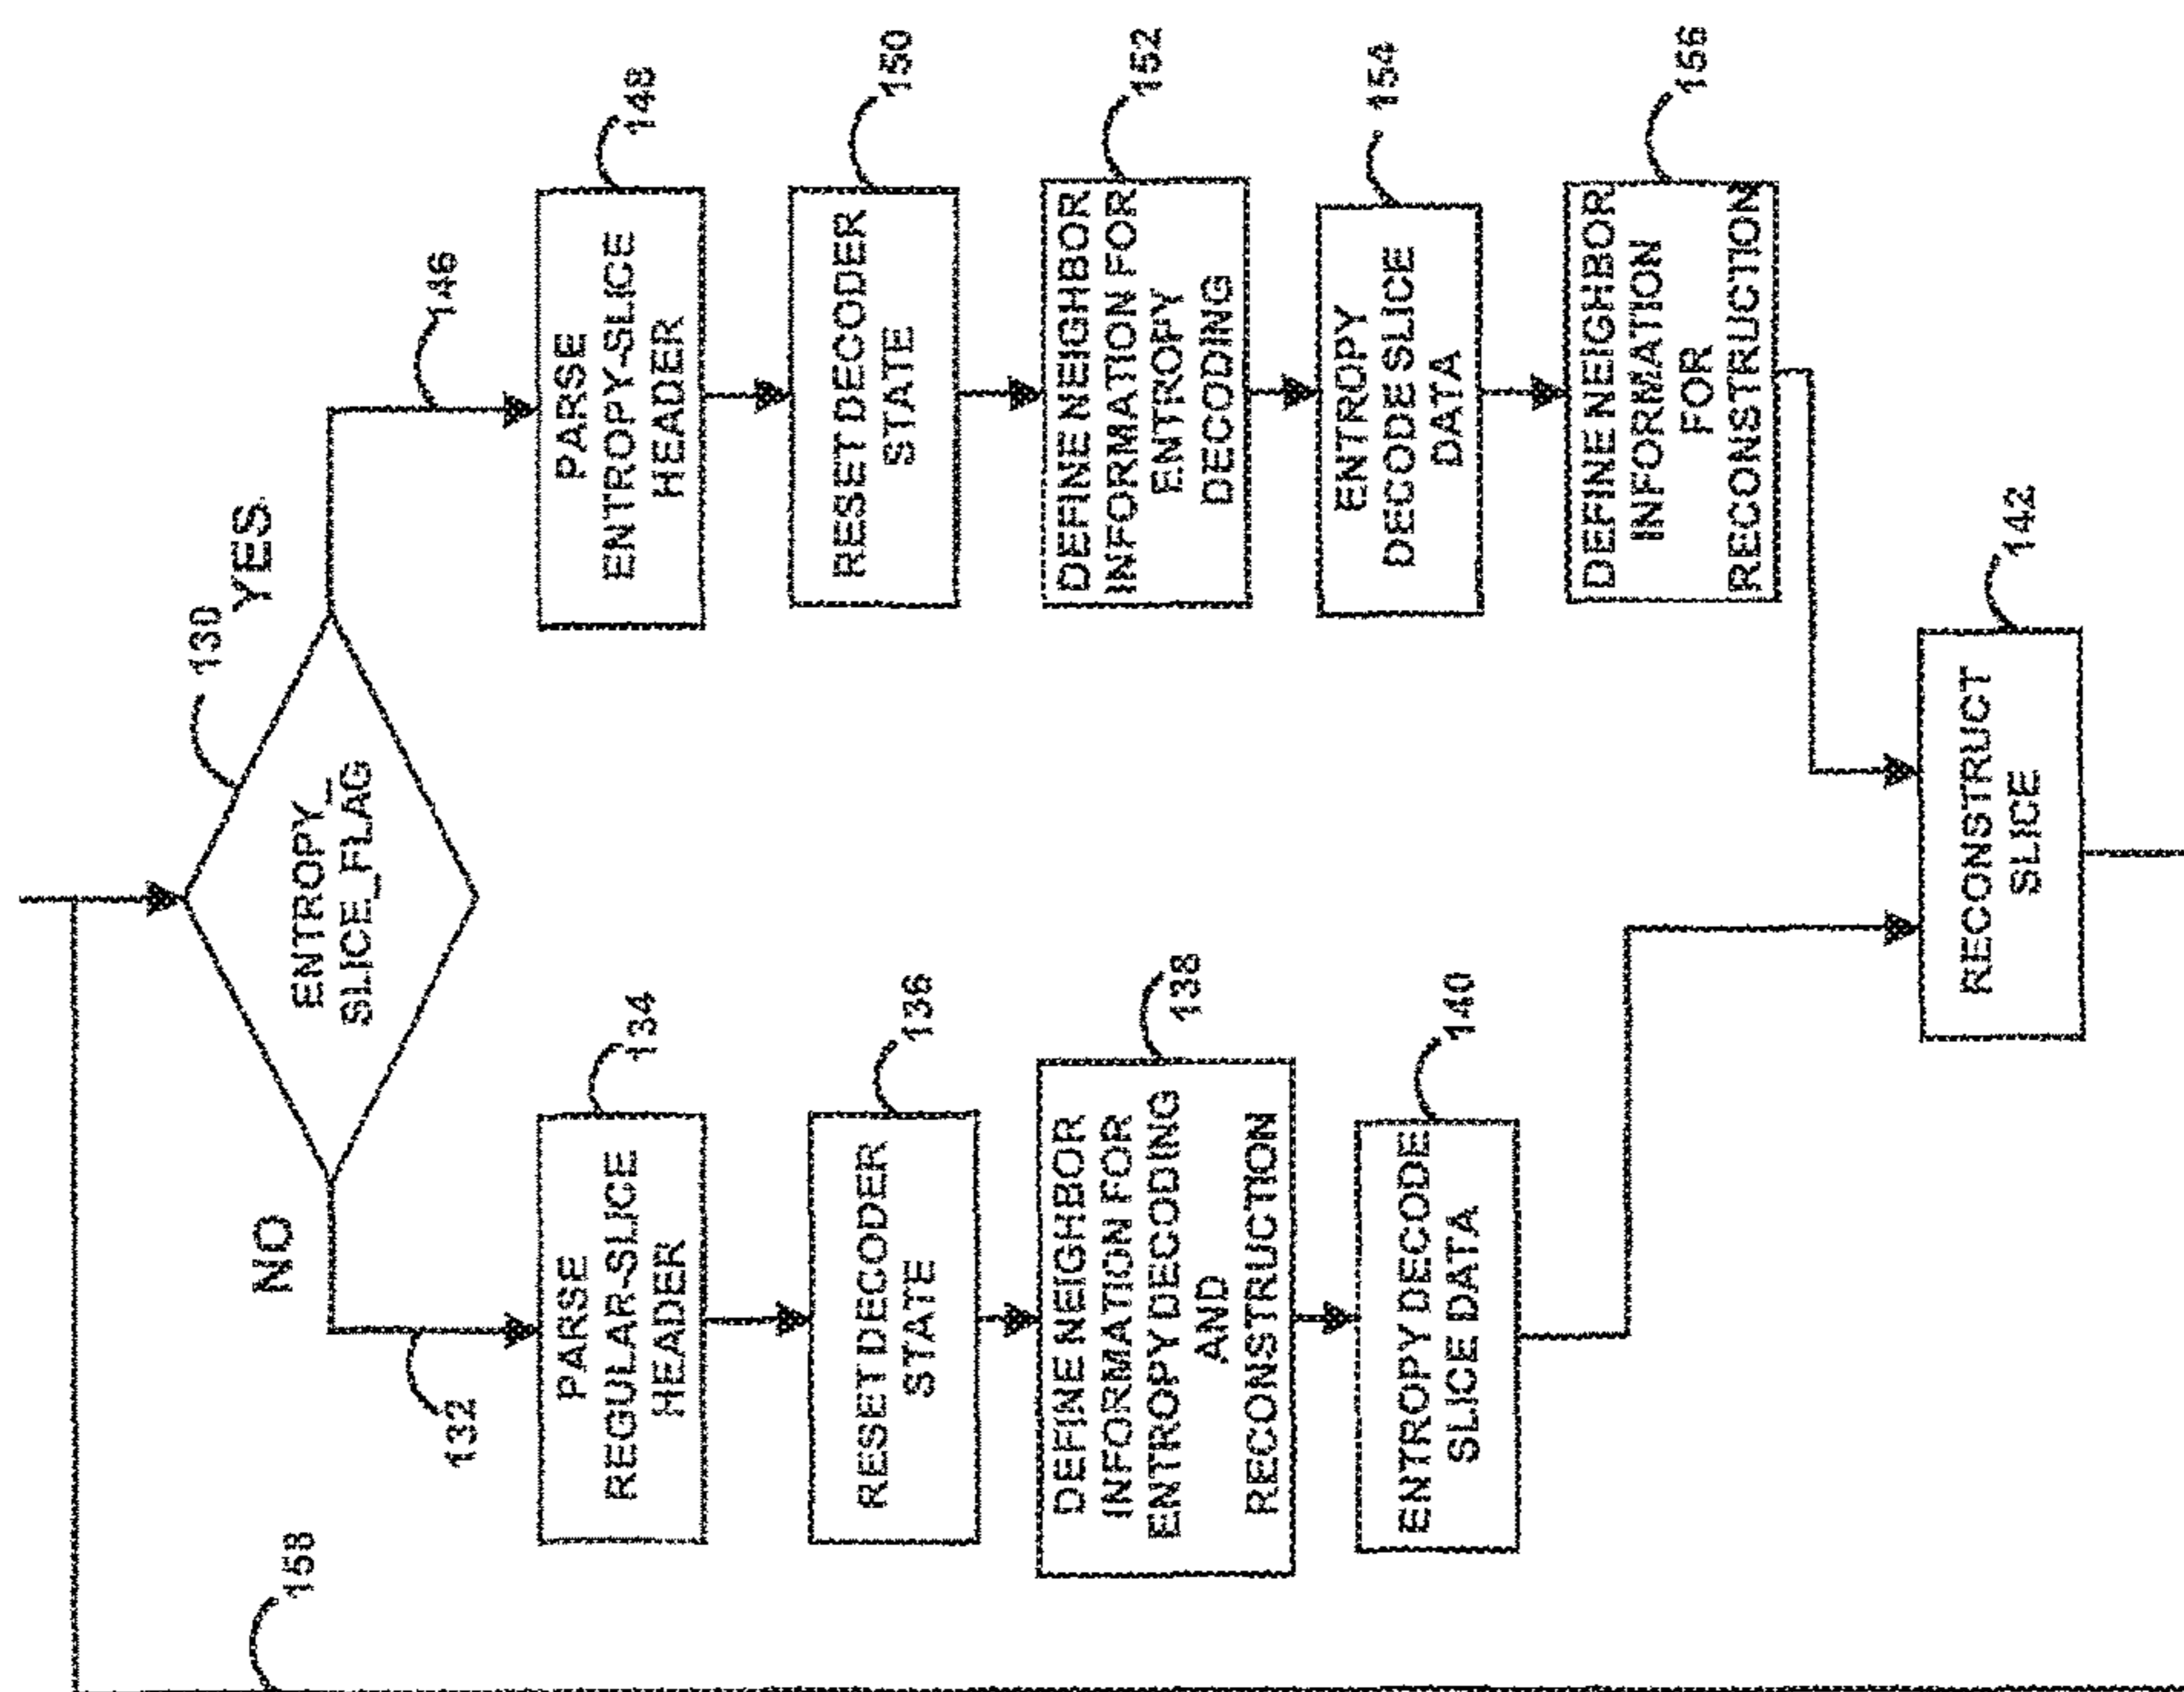 130
ENTROPY_
SLICE_FLAG
NO
YES
132
146
134
PARSE
REGULAR-SLICE
HEADER
136
RESET DECODER
STATE
138
DEFINE NEIGHBOR
INFORMATION FOR
ENTROPY DECODING
AND
RECONSTRUCTION
140
ENTROPY DECODE
SLICE DATA
148
PARSE
ENTROPY-SLICE
HEADER
150
RESET DECODER
STATE
152
DEFINE NEIGHBOR
INFORMATION FOR
ENTROPY
DECODING
154
ENTROPY
DECODE SLICE
DATA
156
DEFINE NEIGHBOR
INFORMATION
FOR
RECONSTRUCTION
142
RECONSTRUCT
SLICE
158